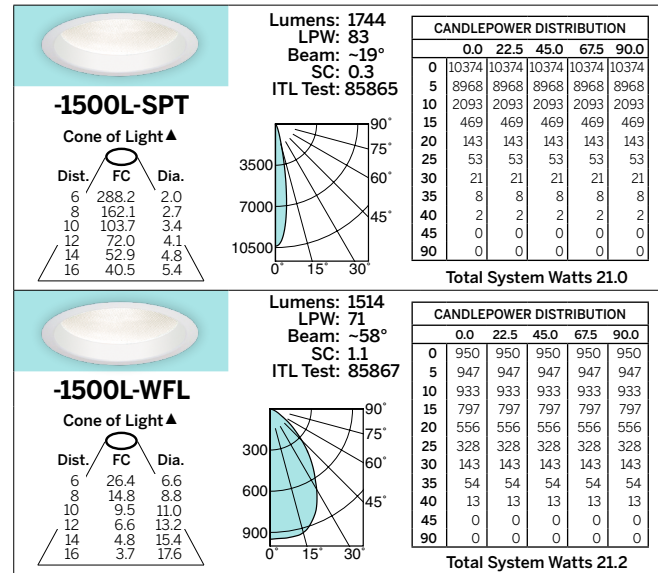 Lumens: 1744
LPW: 83
Beam: ~19°
SC: 0.3
ITL Test: 85865
-1500L-SPT
Cone of Light▲
Dist. FC Dia.
6 288.2 2.0
8 162.1 2.7
10 103.7 3.4
12 72.0 4.1
14 52.9 4.8
16 40.5 5.4
90°
75°
60°
45°
3500
7000
10500
0° 15° 30°
CANDLEPOWER DISTRIBUTION
0.0 22.5 45.0 67.5 90.0
0 10374 10374 10374 10374 10374
5 8968 8968 8968 8968 8968
10 2093 2093 2093 2093 2093
15 469 469 469 469 469
20 143 143 143 143 143
25 53 53 53 53 53
30 21 21 21 21 21
35 8 8 8 8 8
40 2 2 2 2 2
45 0 0 0 0 0
90 0 0 0 0 0
Total System Watts 21.0
Lumens: 1514
LPW: 71
Beam: ~58°
SC: 1.1
ITL Test: 85867
-1500L-WFL
Cone of Light▲
Dist. FC Dia.
6 26.4 6.6
8 14.8 8.8
10 9.5 11.0
12 6.6 13.2
14 4.8 15.4
16 3.7 17.6
90°
75°
60°
45°
300
600
900
0° 15° 30°
CANDLEPOWER DISTRIBUTION
0.0 22.5 45.0 67.5 90.0
0 950 950 950 950 950
5 947 947 947 947 947
10 933 933 933 933 933
15 797 797 797 797 797
20 556 556 556 556 556
25 328 328 328 328 328
30 143 143 143 143 143
35 54 54 54 54 54
40 13 13 13 13 13
45 0 0 0 0 0
90 0 0 0 0 0
Total System Watts 21.2